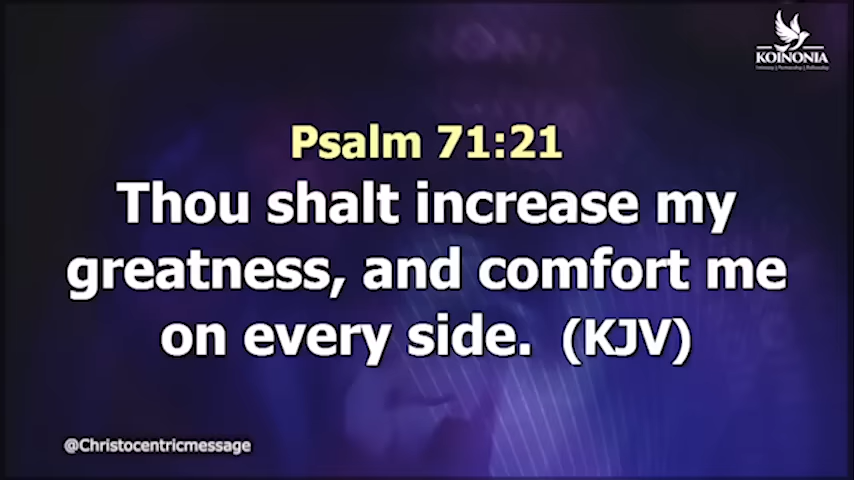 KOINONIA
Psalm 71:21
Thou shalt increase my
greatness, and comfort me
on every side. (KJV)
@Christocentricmessage